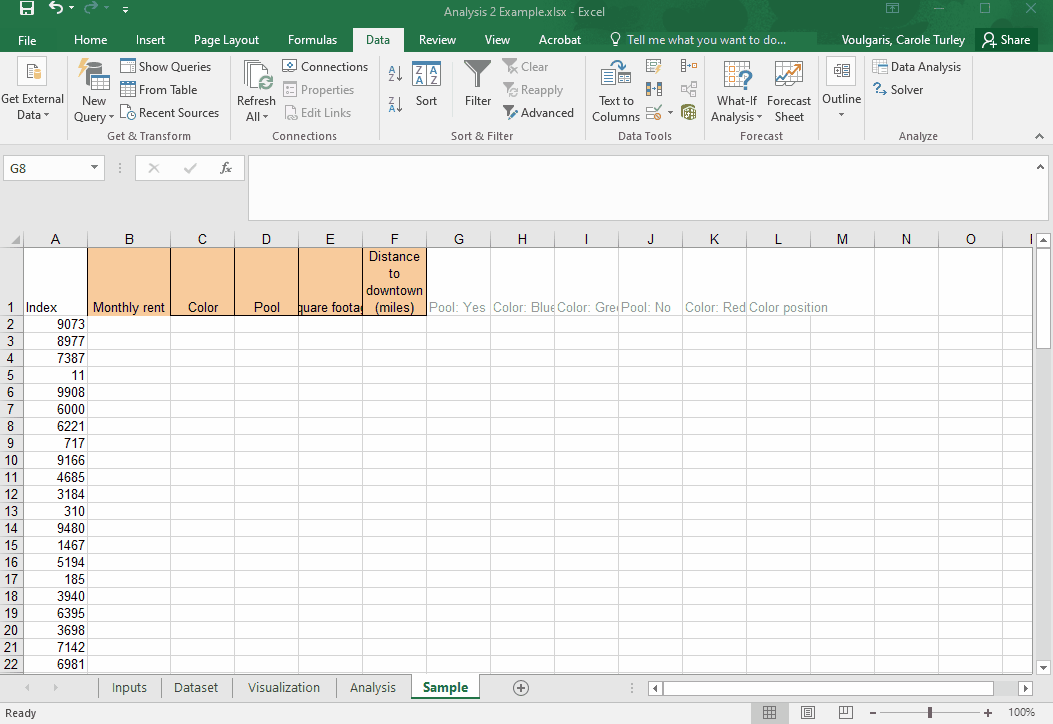 Analysis 2 Example.xlsx - Excel
File Home Insert Page Layout Formulas Data Review View Acrobat Tell me what you want to do... Voulgaris, Carole Turley Share
Get External Data
New Query
Show Queries
From Table
Recent Sources
Get & Transform
Refresh All
Connections
Properties
Edit Links
Connections
A Z
Z A
Z A A Z
Sort
Filter
Clear
Reapply
Advanced
Sort & Filter
Text to Columns
Data Tools
What-If Analysis
Forecast Sheet
Forecast
Outline
Data Analysis
Solver
Analyze
G8 fx
A B C D E F G H I J K L M N O
1 Index Monthly rent Color Pool quare footag Distance to downtown (miles) Pool: Yes Color: Blue Color: Gree Pool: No Color: Red Color position
2 9073
3 8977
4 7387
5 11
6 9908
7 6000
8 6221
9 717
10 9166
11 4685
12 3184
13 310
14 9480
15 1467
16 5194
17 185
18 3940
19 6395
20 3698
21 7142
22 6981
Inputs Dataset Visualization Analysis Sample
Ready 100%